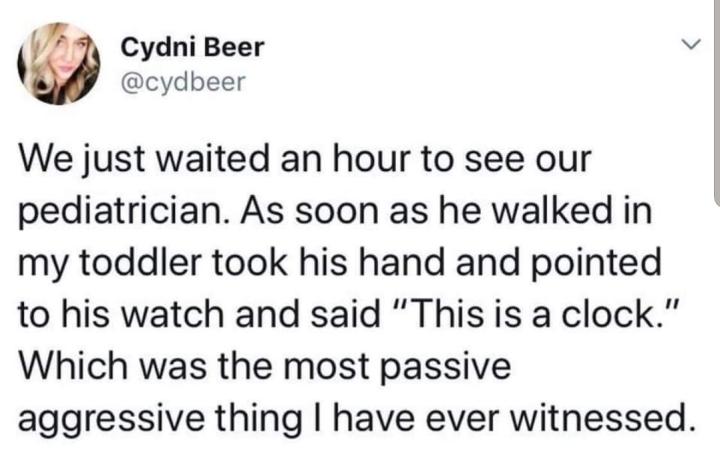 Cydni Beer
@cydbeer
We just waited an hour to see our
pediatrician. As soon as he walked in
my toddler took his hand and pointed
to his watch and said "This is a clock."
Which was the most passive
aggressive thing I have ever witnessed.